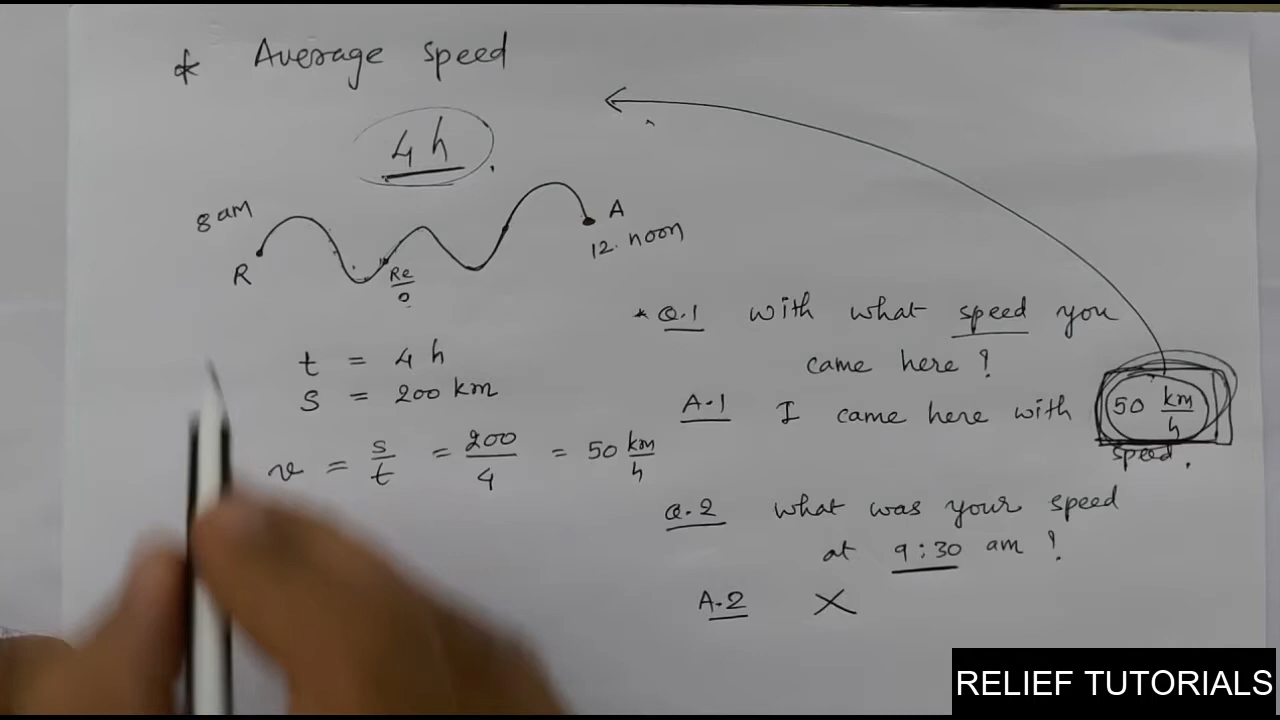 * Average speed
4 h
8 am
R
Re
0
A
12. noon
t = 4 h
S = 200 km
v = s/t = 200/4 = 50 km/h
* Q.1 with what speed you
came here ?
A.1 I came here with 50 km/h
speed.
Q.2 what was your speed
at 9:30 am ?
A.2 X
RELIEF TUTORIALS